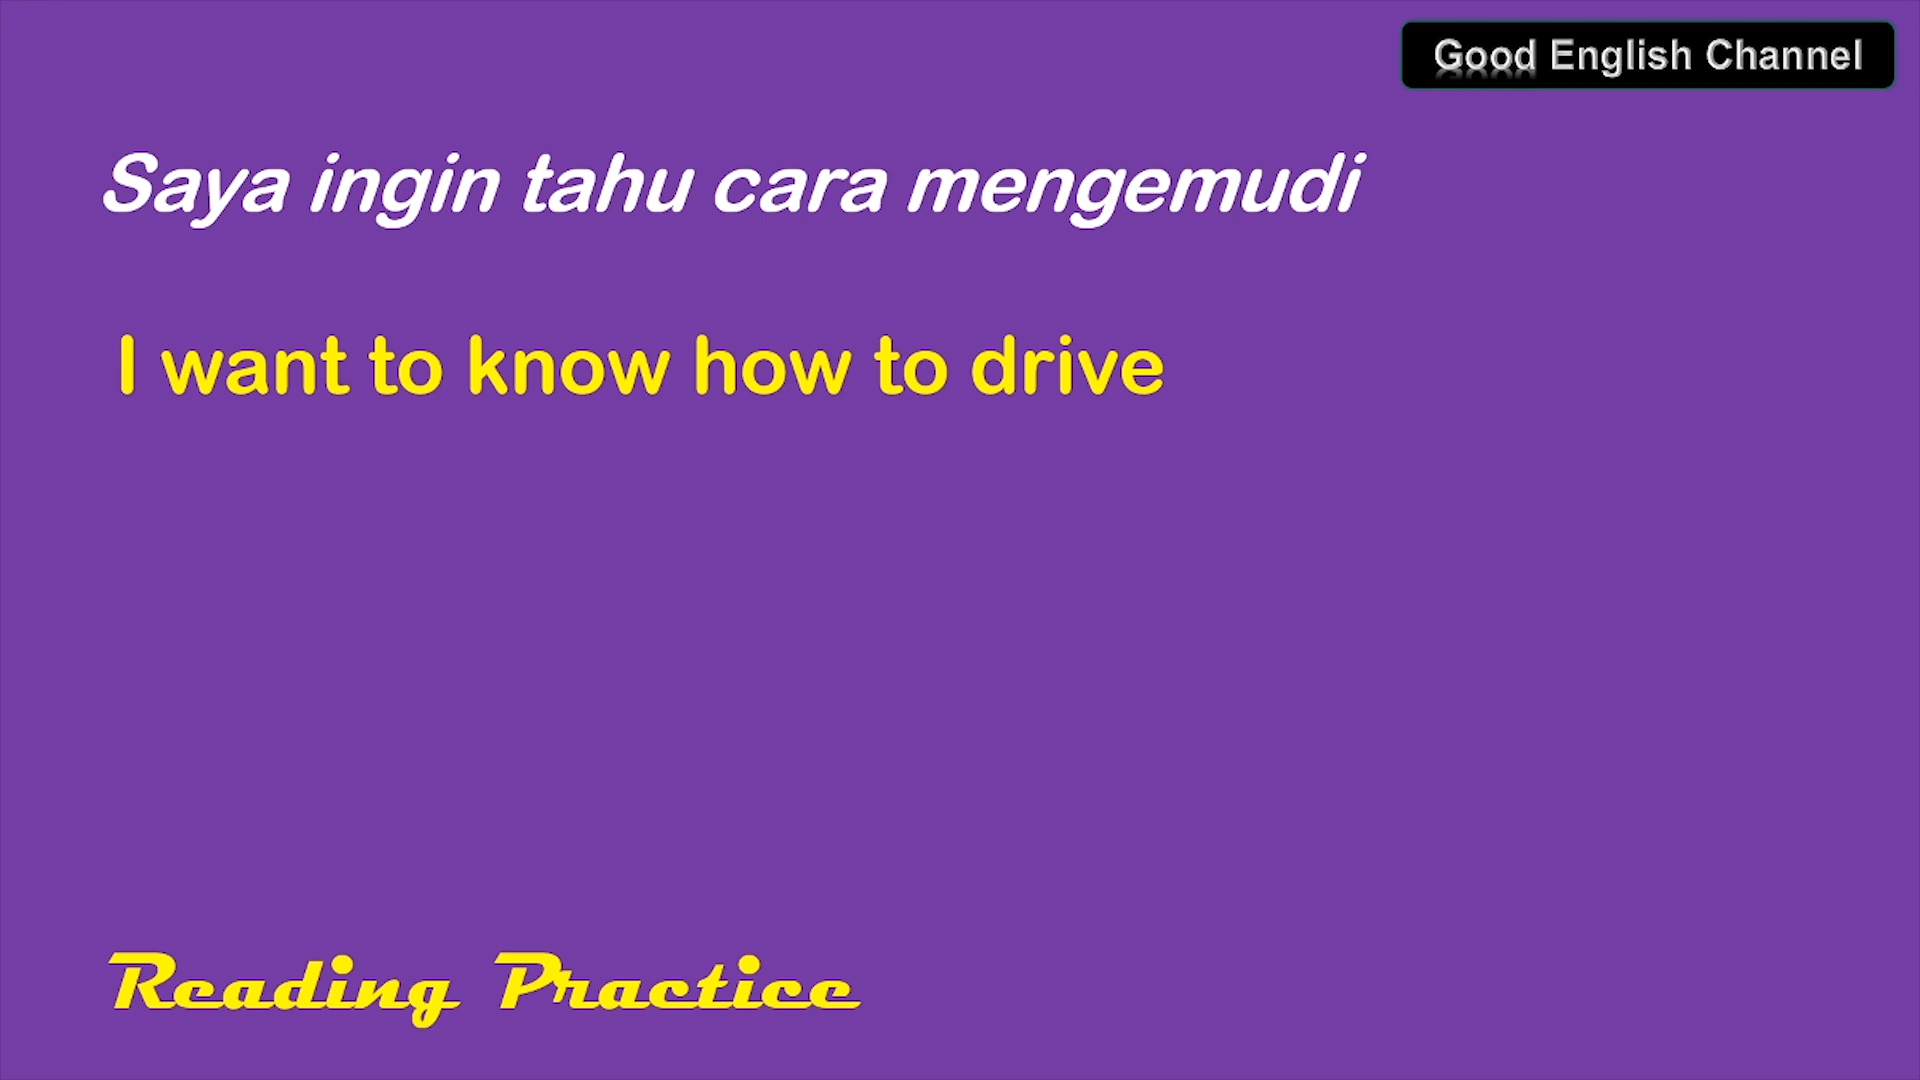 Good English Channel
Saya ingin tahu cara mengemudi
I want to know how to drive
Reading Practice